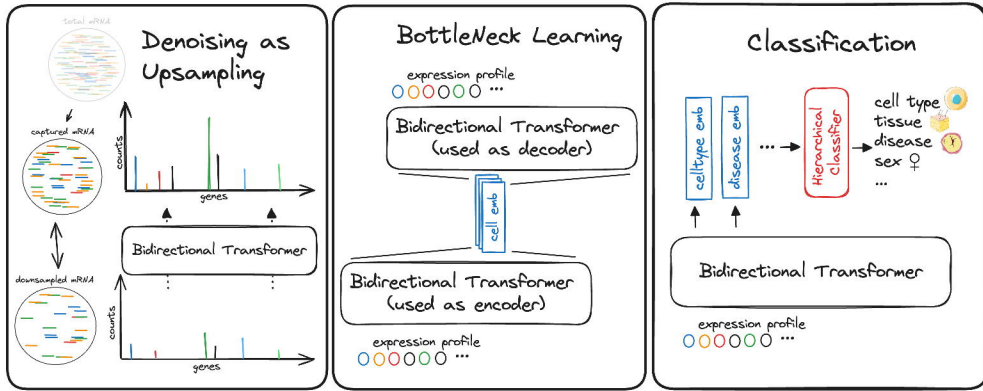 total mRNA
Denoising as
Upsampling
captured mRNA
counts
genes
Bidirectional Transformer
downsampled mRNA
counts
genes
BottleNeck Learning
expression profile
...
Bidirectional Transformer
(used as decoder)
cell emb
Bidirectional Transformer
(used as encoder)
expression profile
...
Classification
celltype emb
disease emb
...
Hierarchical
Classifier
cell type
tissue
disease
sex ♀
...
Bidirectional Transformer
expression profile
...